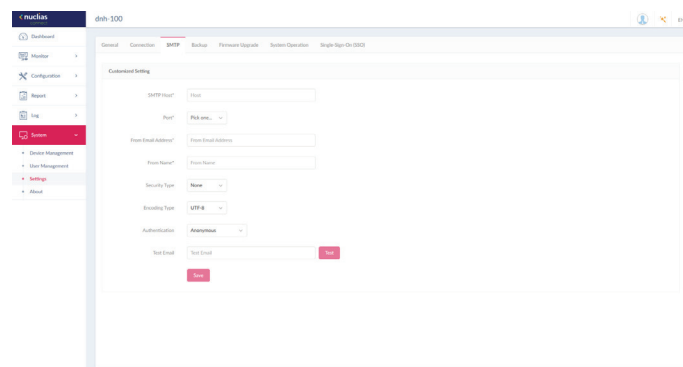 nuclias
connect
dnh-100
Dashboard
Monitor
Configuration
Report
Log
System
Device Management
User Management
Settings
About
General Connection SMTP Backup Firmware Upgrade System Operation Single Sign-On (SSO)
Customized Setting
SMTP Host* Host
Port* Pick one...
From Email Address* From Email Address
From Name* From Name
Security Type None
Encoding Type UTF-8
Authentication Anonymous
Test Email Test Email Test
Save